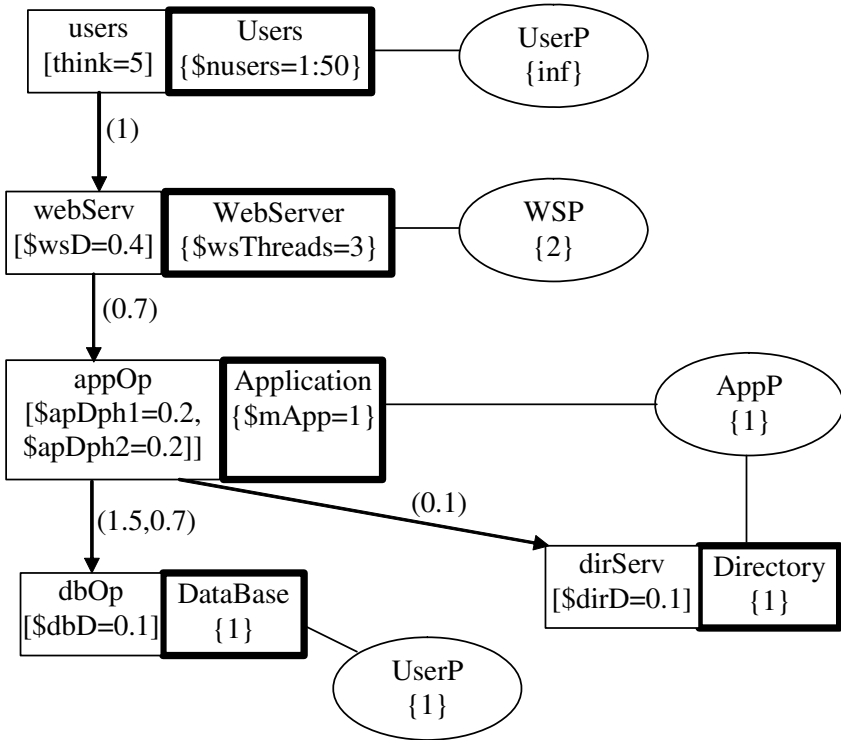 users
[think=5]
Users
{$nusers=1:50}
UserP
{inf}
(1)
webServ
[$wsD=0.4]
WebServer
{$wsThreads=3}
WSP
{2}
(0.7)
appOp
[$apDph1=0.2,
$apDph2=0.2]]
Application
{$mApp=1}
AppP
{1}
(1.5,0.7)
(0.1)
dbOp
[$dbD=0.1]
DataBase
{1}
dirServ
[$dirD=0.1]
Directory
{1}
UserP
{1}